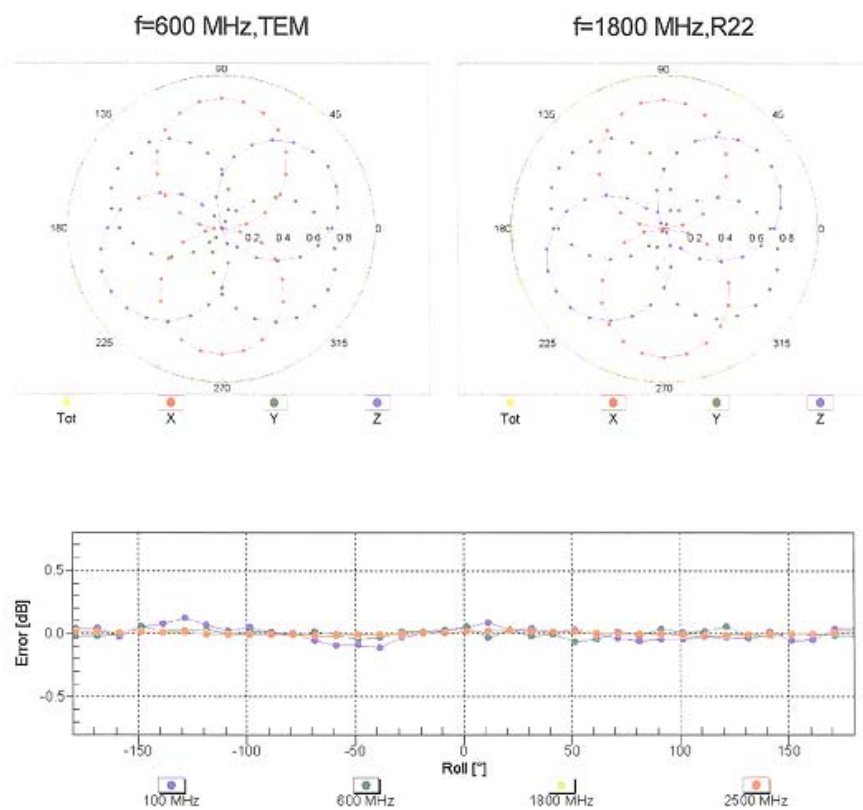 f=600 MHz,TEM
f=1800 MHz,R22
90
135
45
180
0.2 0.4 0.6 0.8
0
225
315
270
Tot X Y Z
90
135
45
180
0.2 0.4 0.6 0.8
0
225
315
270
Tot X Y Z
Error [dB]
0.5
0.0
-0.5
-150 -100 -50 0 50 100 150
Roll [°]
100 MHz 600 MHz 1800 MHz 2500 MHz